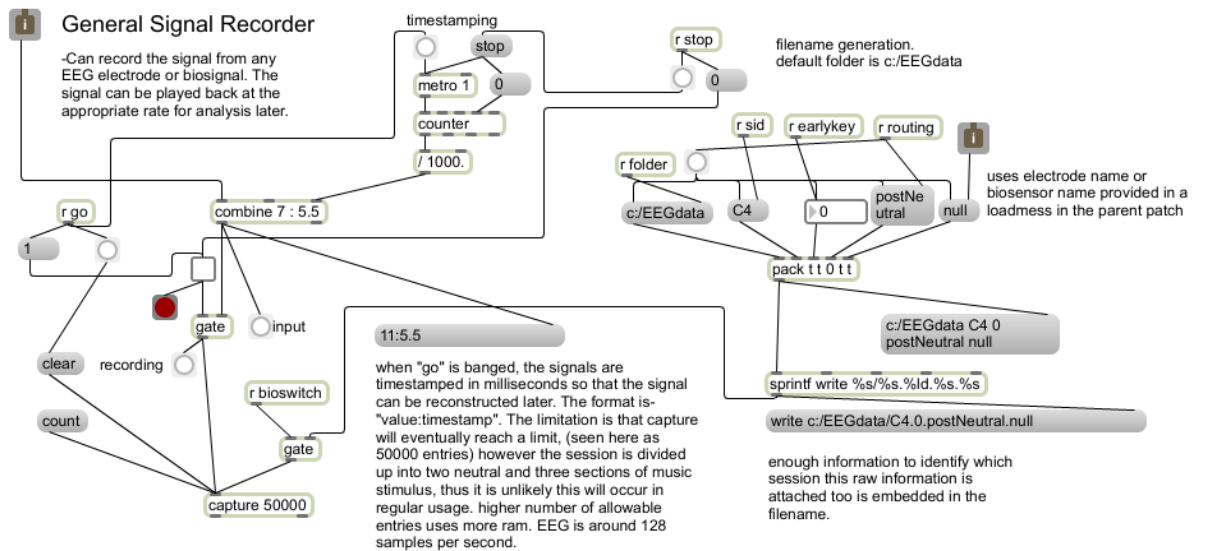 General Signal Recorder
-Can record the signal from any
EEG electrode or biosignal. The
signal can be played back at the
appropriate rate for analysis later.
timestamping
stop
metro 1
0
counter
/ 1000.
r stop
0
filename generation.
default folder is c:/EEGdata
r sid
r earlykey
r routing
r folder
c:/EEGdata
C4
0
postNe
utral
null
uses electrode name or
biosensor name provided in a
loadmess in the parent patch
r go
combine 7 : 5.5
1
pack t t 0 t t
gate
input
recording
clear
count
r bioswitch
gate
capture 50000
11:5.5
when "go" is banged, the signals are
timestamped in milliseconds so that the signal
can be reconstructed later. The format is-
"value:timestamp". The limitation is that capture
will eventually reach a limit, (seen here as
50000 entries) however the session is divided
up into two neutral and three sections of music
stimulus, thus it is unlikely this will occur in
regular usage. higher number of allowable
entries uses more ram. EEG is around 128
samples per second.
c:/EEGdata C4 0
postNeutral null
sprintf write %s/%s.%ld.%s.%s
write c:/EEGdata/C4.0.postNeutral.null
enough information to identify which
session this raw information is
attached too is embedded in the
filename.